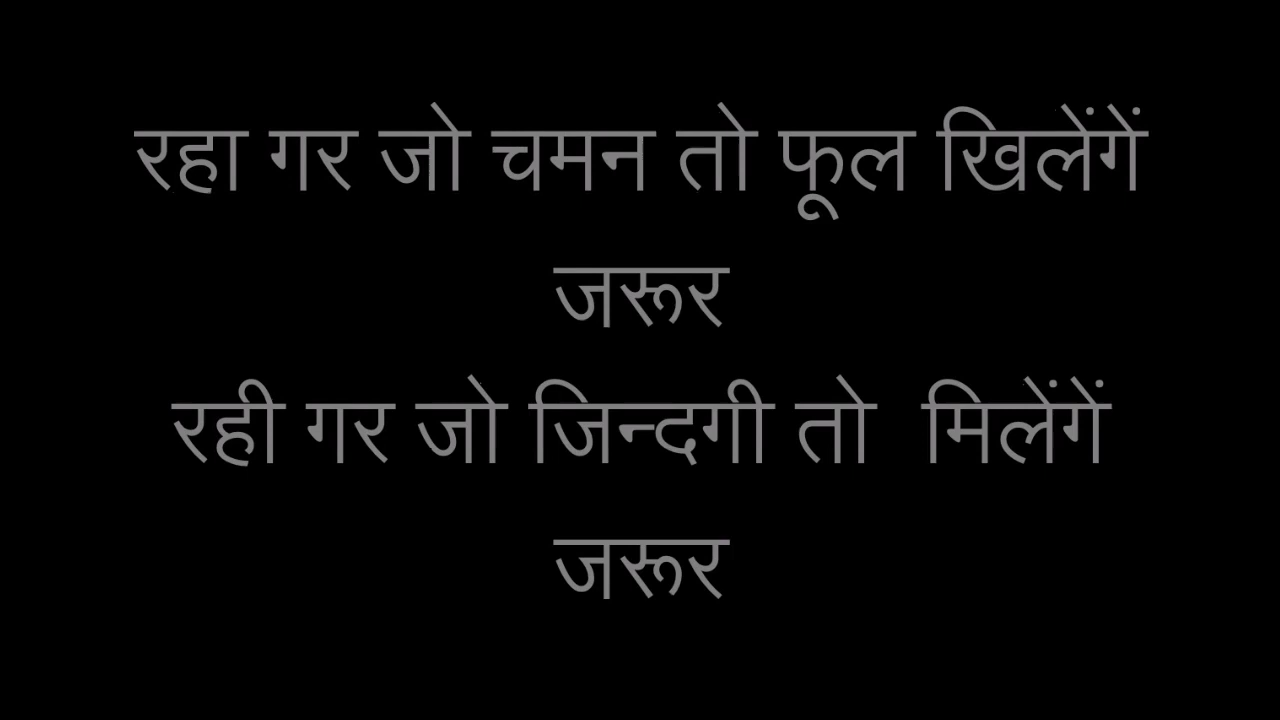 रहा गर जो चमन तो फूल खिलेंगें
जरूर
रही गर जो जिन्दगी तो मिलेंगें
जरूर